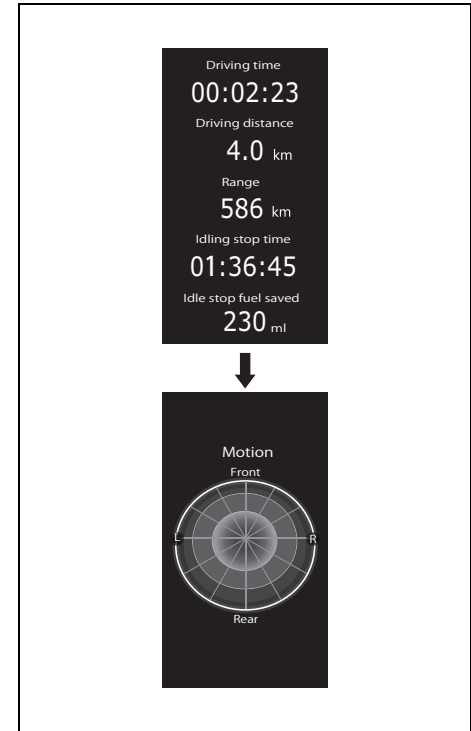 Driving time
00:02:23
Driving distance
4.0 km
Range
586 km
Idling stop time
01:36:45
Idle stop fuel saved
230 ml
Motion
Front
L R
Rear